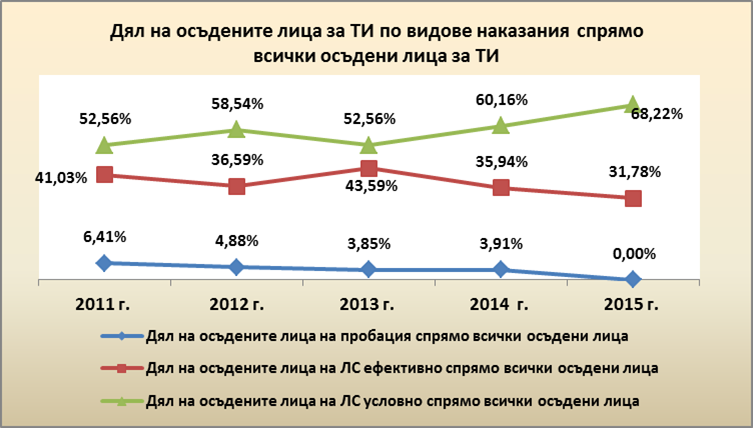 Дял на осъдените лица за ТИ по видове наказания спрямо
всички осъдени лица за ТИ
52,56%
58,54%
52,56%
60,16%
68,22%
41,03%
36,59%
43,59%
35,94%
31,78%
6,41%
4,88%
3,85%
3,91%
0,00%
2011 г.
2012 г.
2013 г.
2014 г.
2015 г.
Дял на осъдените лица на пробация спрямо всички осъдени лица
Дял на осъдените лица на ЛС ефективно спрямо всички осъдени лица
Дял на осъдените лица на ЛС условно спрямо всички осъдени лица